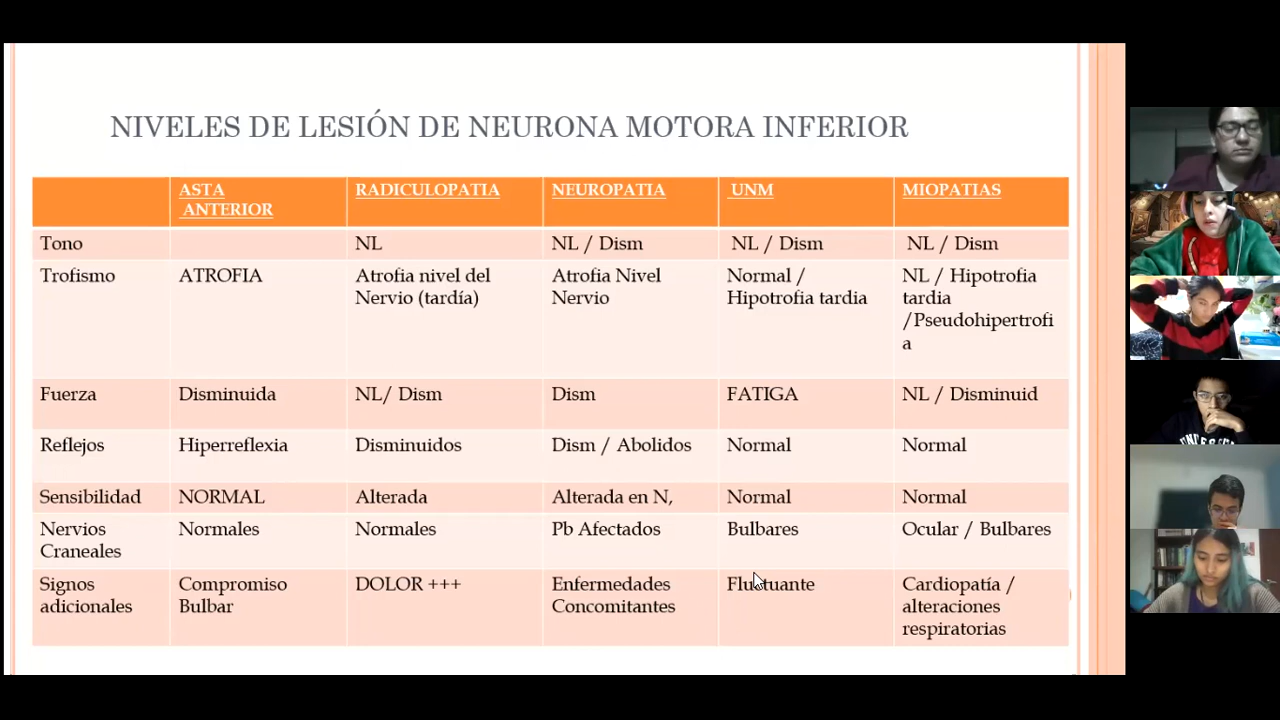 NIVELES DE LESIÓN DE NEURONA MOTORA INFERIOR
ASTA
ANTERIOR
RADICULOPATIA
NEUROPATIA
UNM
MIOPATIAS
Tono
NL
NL / Dism
NL / Dism
NL / Dism
Trofismo
ATROFIA
Atrofia nivel del
Nervio (tardía)
Atrofia Nivel
Nervio
Normal /
Hipotrofia tardia
NL / Hipotrofia
tardia
/Pseudohipertrofi
a
Fuerza
Disminuida
NL/ Dism
Dism
FATIGA
NL / Disminuid
Reflejos
Hiperreflexia
Disminuidos
Dism / Abolidos
Normal
Normal
Sensibilidad
NORMAL
Alterada
Alterada en N,
Normal
Normal
Nervios
Craneales
Normales
Normales
Pb Afectados
Bulbares
Ocular / Bulbares
Signos
adicionales
Compromiso
Bulbar
DOLOR +++
Enfermedades
Concomitantes
Fluctuante
Cardiopatía /
alteraciones
respiratorias